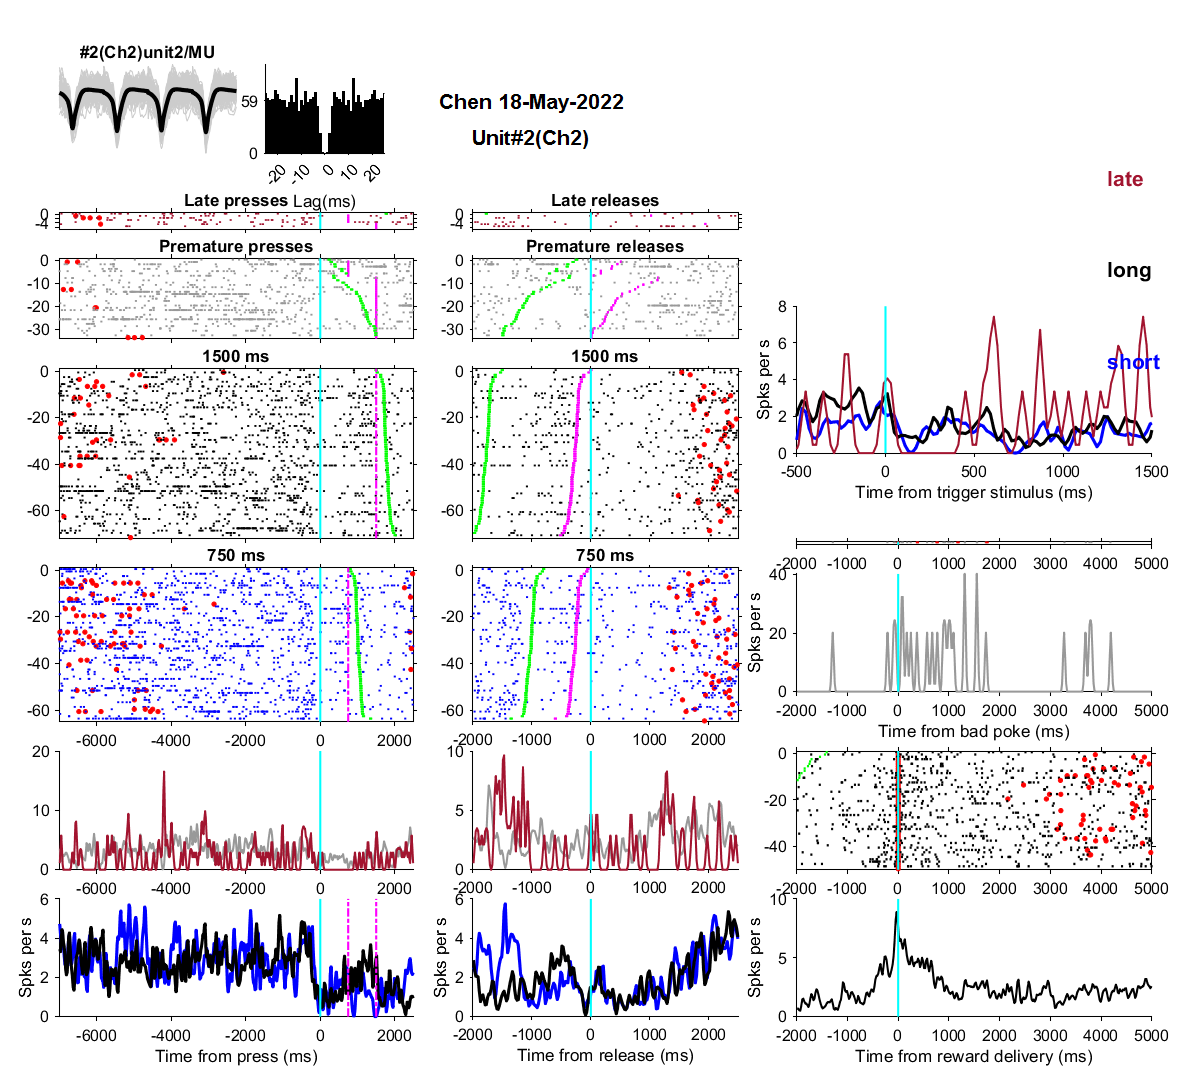 #2(Ch2)unit2/MU
59
0
-20
-10
0
10
20
Lag(ms)
Chen 18-May-2022
Unit#2(Ch2)
late
long
short
Late presses
0
-4
Late releases
0
-4
Premature presses
0
-10
-20
-30
Premature releases
0
-10
-20
-30
1500 ms
0
-20
-40
-60
1500 ms
0
-20
-40
-60
750 ms
0
-20
-40
-60
-6000 -4000 -2000 0 2000
750 ms
0
-20
-40
-60
-2000 -1000 0 1000 2000
20
10
0
-6000 -4000 -2000 0 2000
10
5
0
-2000 -1000 0 1000 2000
Spks per s
6
4
2
0
-6000 -4000 -2000 0 2000
Time from press (ms)
Spks per s
6
4
2
0
-2000 -1000 0 1000 2000
Time from release (ms)
Spks per s
8
6
4
2
0
-500 0 500 1000 1500
Time from trigger stimulus (ms)
-2000 -1000 0 1000 2000 3000 4000 5000
Spks per s
40
20
0
-2000 -1000 0 1000 2000 3000 4000 5000
Time from bad poke (ms)
0
-20
-40
-2000 -1000 0 1000 2000 3000 4000 5000
Spks per s
10
5
0
-2000 -1000 0 1000 2000 3000 4000 5000
Time from reward delivery (ms)